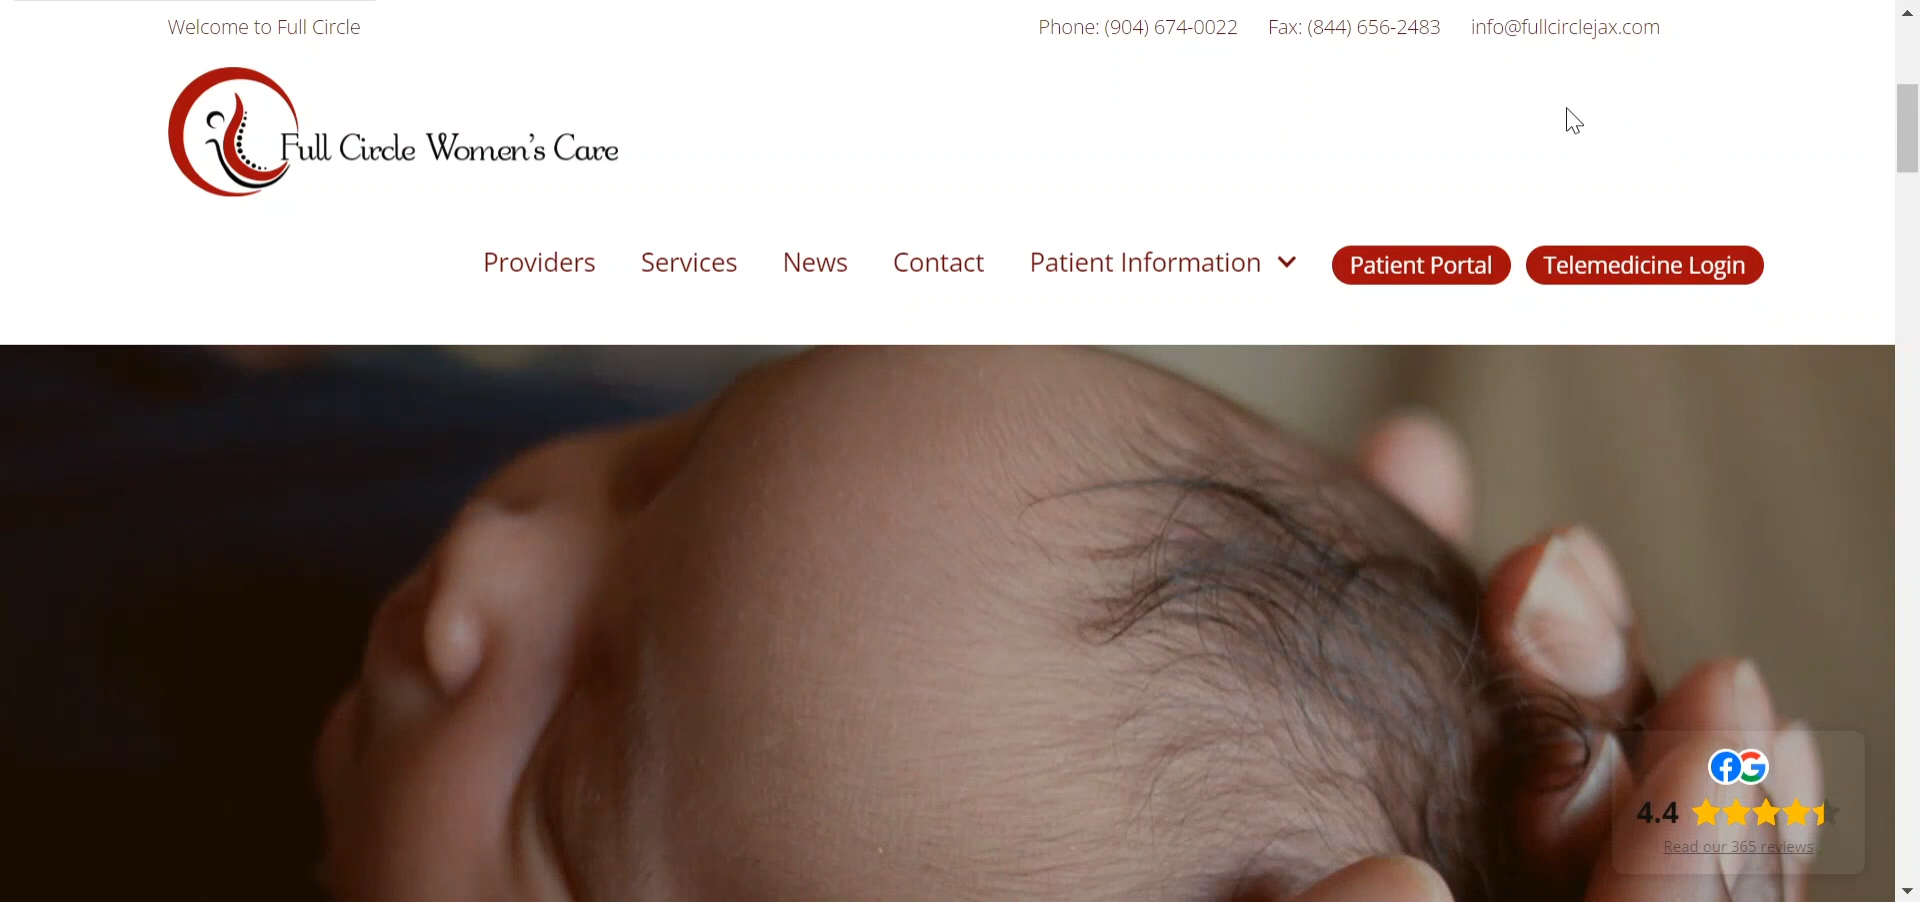 Welcome to Full Circle
Phone: (904) 674-0022 Fax: (844) 656-2483 info@fullcirclejax.com
Full Circle Women's Care
Providers Services News Contact Patient Information Patient Portal Telemedicine Login
4.4
Read our 365 reviews